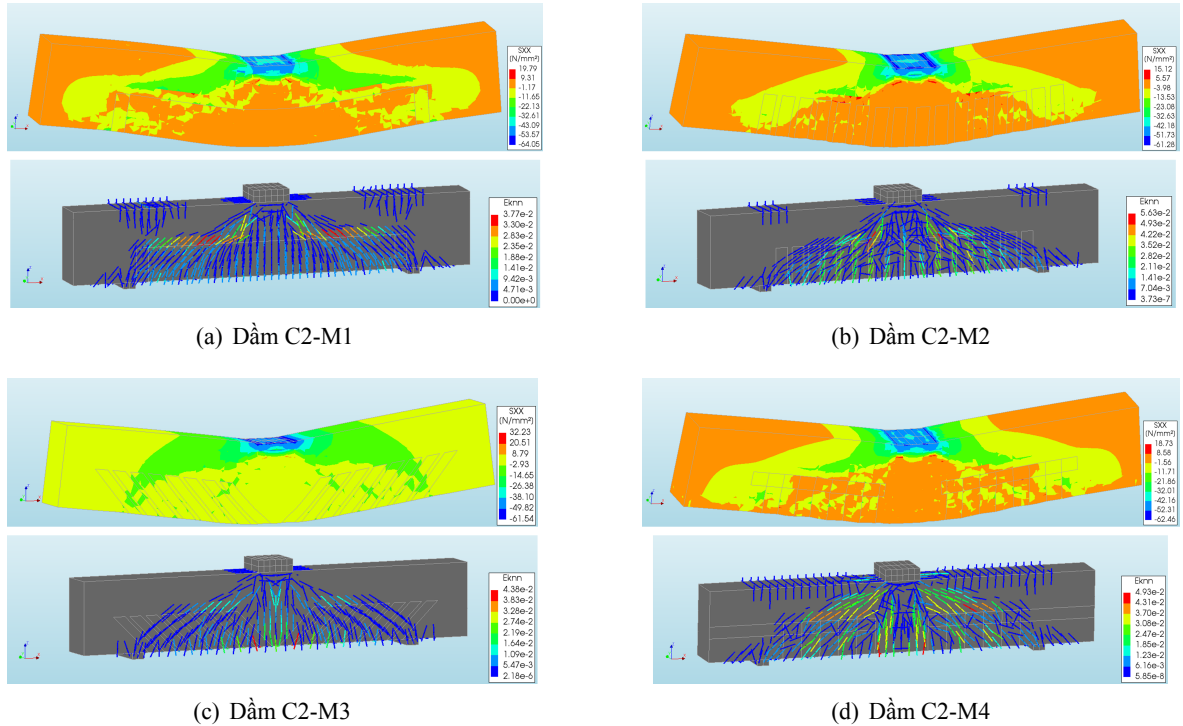 SXX
(N/mm²)
19.79
9.31
-1.17
-11.65
-22.13
-32.61
-43.09
-53.57
-64.05
Eknn
3.77e-2
3.30e-2
2.83e-2
2.35e-2
1.88e-2
1.41e-2
9.42e-3
4.71e-3
0.00e+0
(a) Dầm C2-M1
SXX
(N/mm²)
15.12
5.57
-3.98
-13.53
-23.08
-32.63
-42.18
-51.73
-61.28
Eknn
5.63e-2
4.93e-2
4.22e-2
3.52e-2
2.82e-2
2.11e-2
1.41e-2
7.04e-3
3.73e-7
(b) Dầm C2-M2
SXX
(N/mm²)
32.23
20.51
8.79
-2.93
-14.65
-26.38
-38.10
-49.82
-61.54
Eknn
4.38e-2
3.83e-2
3.28e-2
2.74e-2
2.19e-2
1.64e-2
1.09e-2
5.47e-3
2.18e-6
(c) Dầm C2-M3
SXX
(N/mm²)
18.73
8.58
-1.56
-11.71
-21.86
-32.01
-42.16
-52.31
-62.46
Eknn
4.93e-2
4.31e-2
3.70e-2
3.08e-2
2.47e-2
1.85e-2
1.23e-2
6.16e-3
5.85e-8
(d) Dầm C2-M4